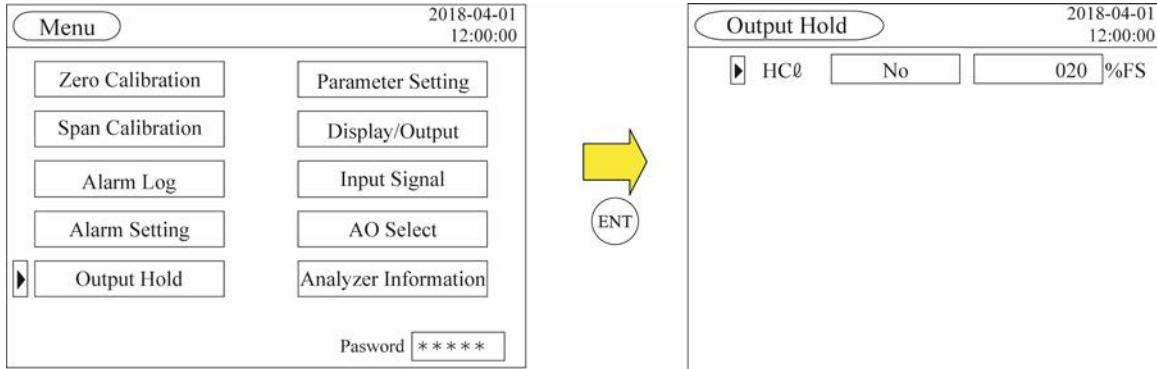 Menu
2018-04-01
12:00:00
Zero Calibration
Parameter Setting
Span Calibration
Display/Output
Alarm Log
Input Signal
Alarm Setting
AO Select
Output Hold
Analyzer Information
Pasword *****
ENT
Output Hold
2018-04-01
12:00:00
HCℓ No 020 %FS